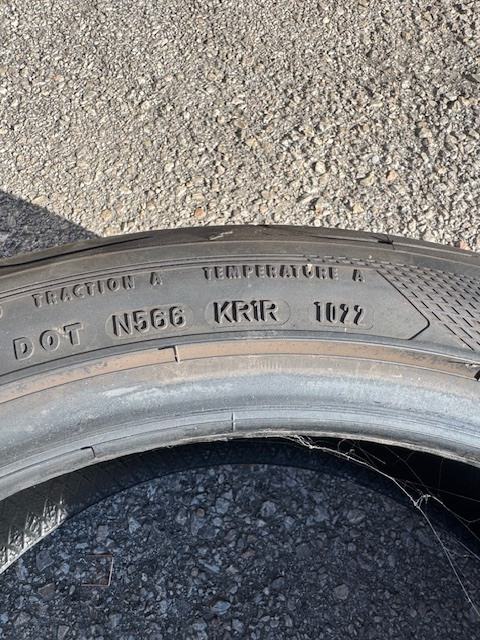 TRACTION A TEMPERATURE A
DOT N566 KR1R 1022